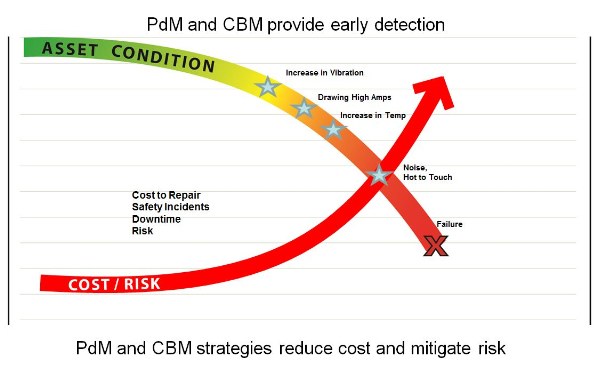 PdM and CBM provide early detection
ASSET CONDITION
Increase in Vibration
Drawing High Amps
Increase in Temp
Noise,
Hot to Touch
Cost to Repair
Safety Incidents
Downtime
Risk
Failure
X
COST / RISK
PdM and CBM strategies reduce cost and mitigate risk